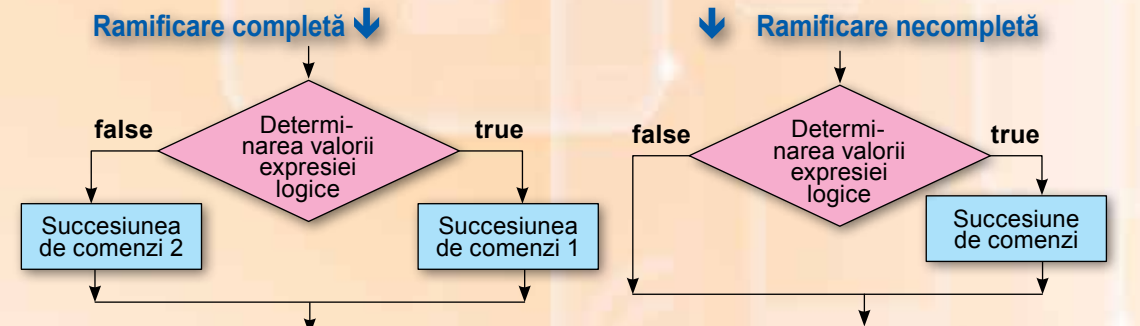 Ramificare completă
false
Determi-
narea valorii
expresiei
logice
true
Succesiunea
de comenzi 2
Succesiunea
de comenzi 1
Ramificare necompletă
false
Determi-
narea valorii
expresiei
logice
true
Succesiune
de comenzi